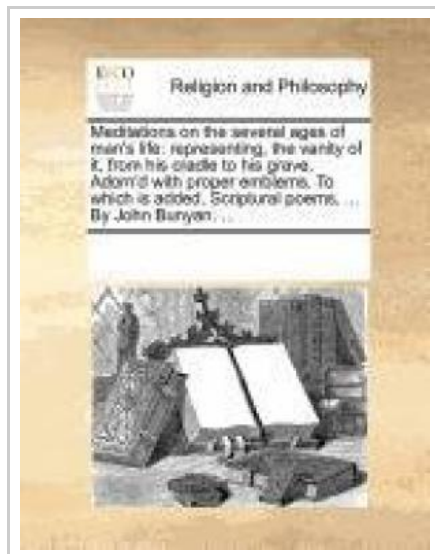 ECCO
Religion and Philosophy
Meditations on the several ages of
man's life: representing, the vanity of
it, from his cradle to his grave.
Adorn'd with proper emblems. To
which is added, Scriptural poems, ...
By John Bunyan, ...